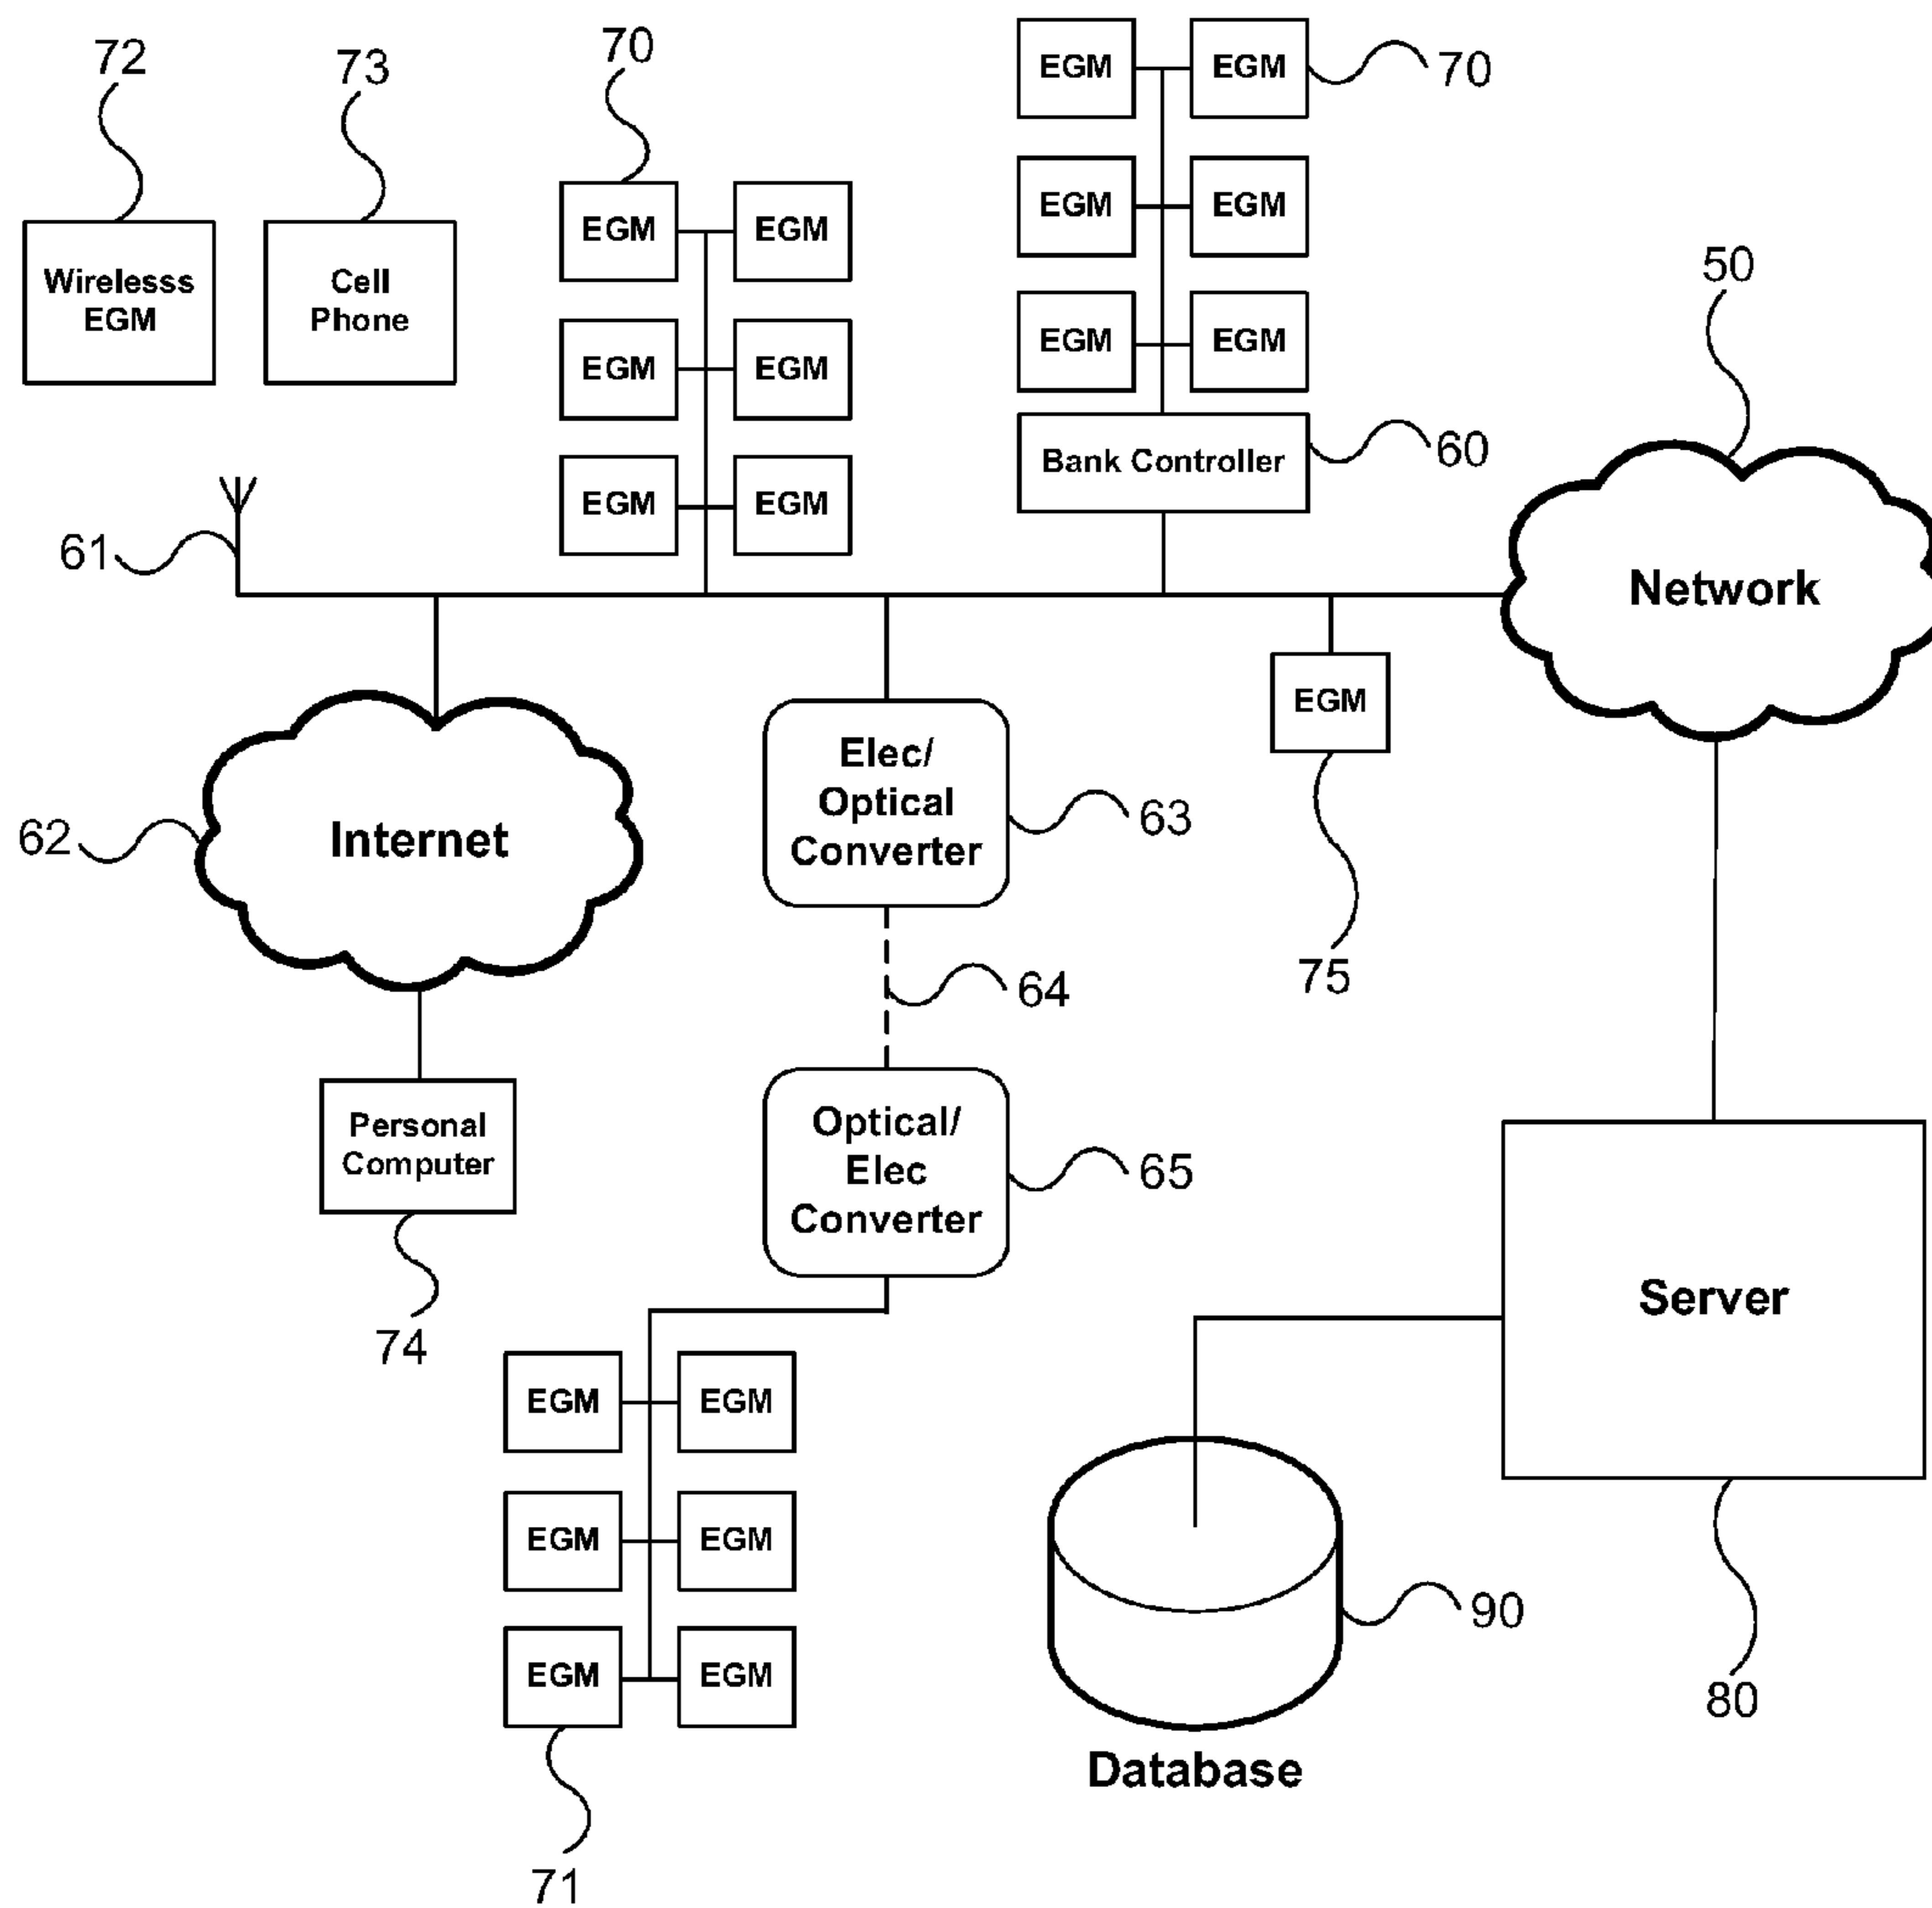 72
73
70
EGM EGM
70
Wirelesss
EGM
Cell
Phone
EGM EGM
EGM EGM
50
EGM EGM
EGM EGM
EGM EGM
Bank Controller
60
61
Network
EGM
Elec/
Optical
Converter
63
62
Internet
75
64
Personal
Computer
Optical/
Elec
Converter
65
74
Server
EGM EGM
EGM EGM
EGM EGM
90
80
Database
71